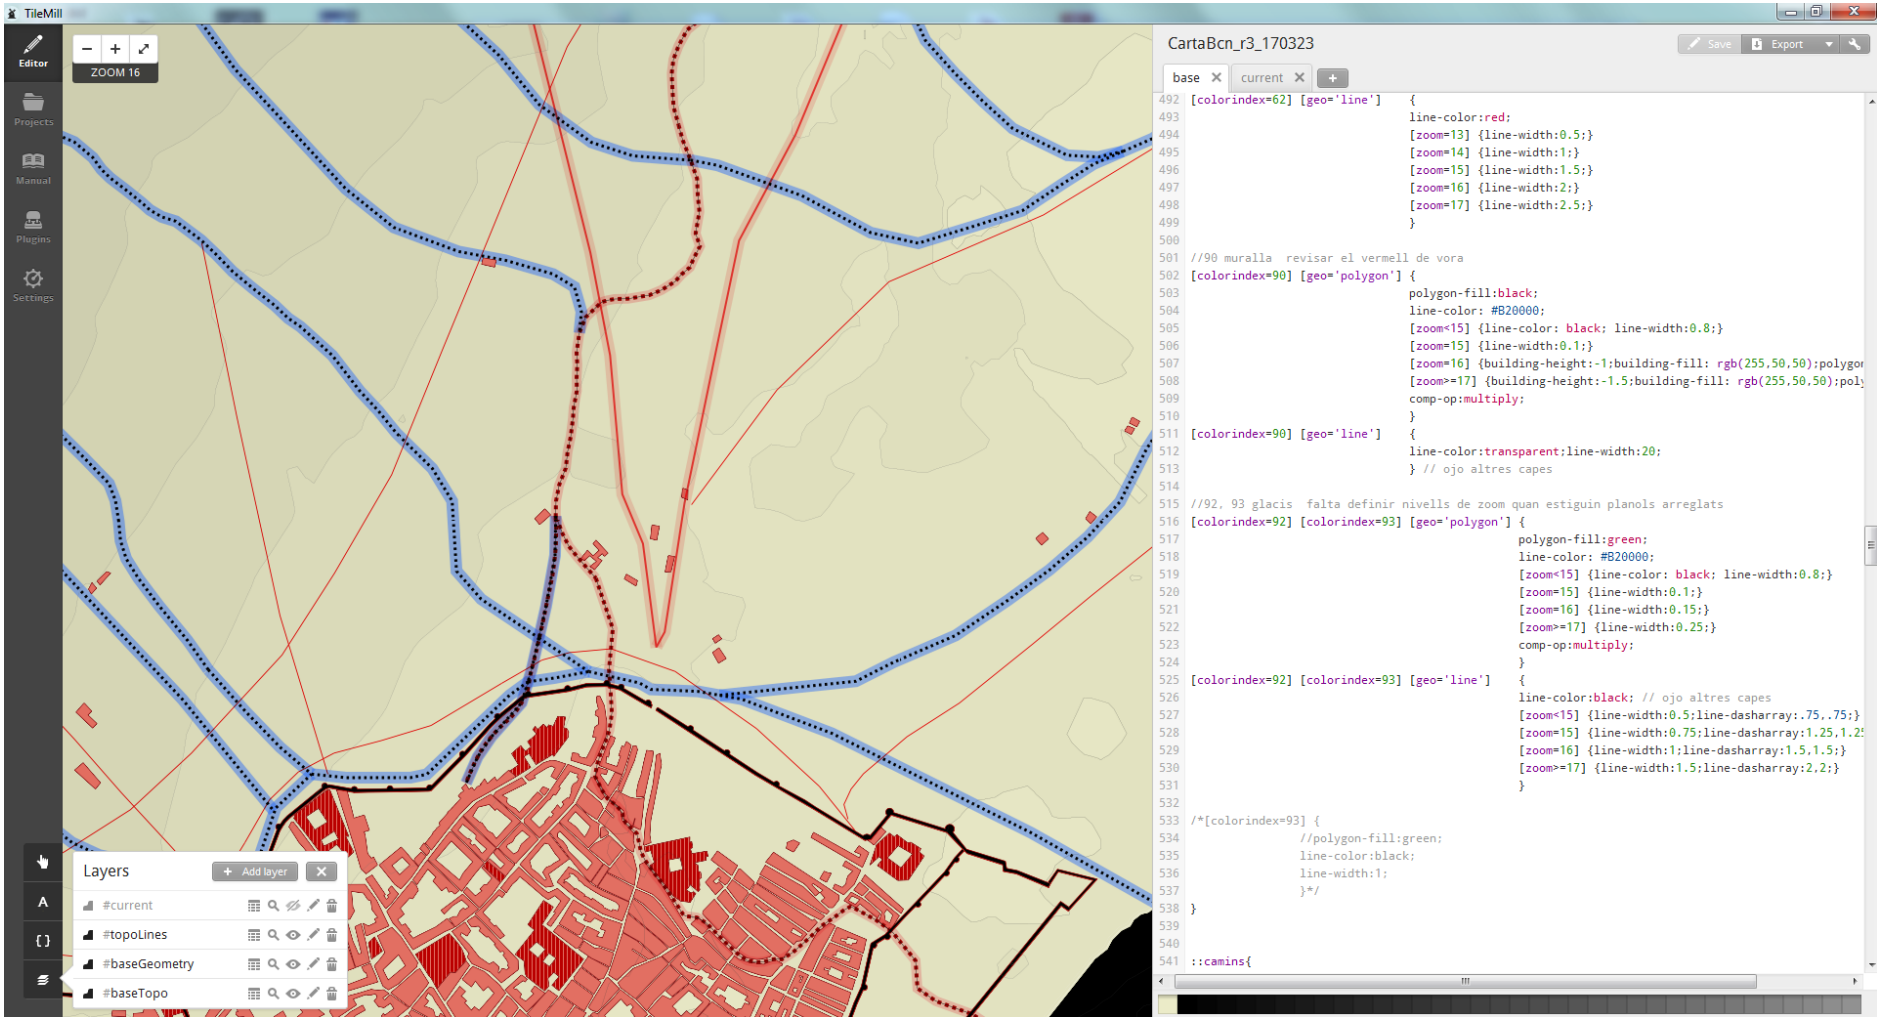 TileMill
Editor
Projects
Manual
Plugins
Settings
ZOOM 16
A
{}
Layers
+ Add layer
#current
#topoLines
#baseGeometry
#baseTopo
CartaBcn_r3_170323
Save
Export
base
current
+
492 [colorindex=62] [geo='line'] {
493 line-color:red;
494 [zoom=13] {line-width:0.5;}
495 [zoom=14] {line-width:1;}
496 [zoom=15] {line-width:1.5;}
497 [zoom=16] {line-width:2;}
498 [zoom=17] {line-width:2.5;}
499 }
500
501 //90 muralla revisar el vermell de vora
502 [colorindex=90] [geo='polygon'] {
503 polygon-fill:black;
504 line-color: #B20000;
505 [zoom<15] {line-color: black; line-width:0.8;}
506 [zoom=15] {line-width:0.1;}
507 [zoom=16] {building-height:-1;building-fill: rgb(255,50,50);polygon
508 [zoom>=17] {building-height:-1.5;building-fill: rgb(255,50,50);poly
509 comp-op:multiply;
510 }
511 [colorindex=90] [geo='line'] {
512 line-color:transparent;line-width:20;
513 } // ojo altres capes
514
515 //92, 93 glacis falta definir nivells de zoom quan estiguin planols arreglats
516 [colorindex=92] [colorindex=93] [geo='polygon'] {
517 polygon-fill:green;
518 line-color: #B20000;
519 [zoom<15] {line-color: black; line-width:0.8;}
520 [zoom=15] {line-width:0.1;}
521 [zoom=16] {line-width:0.15;}
522 [zoom>=17] {line-width:0.25;}
523 comp-op:multiply;
524 }
525 [colorindex=92] [colorindex=93] [geo='line'] {
526 line-color:black; // ojo altres capes
527 [zoom<15] {line-width:0.5;line-dasharray:.75,.75;}
528 [zoom=15] {line-width:0.75;line-dasharray:1.25,1.25
529 [zoom=16] {line-width:1;line-dasharray:1.5,1.5;}
530 [zoom>=17] {line-width:1.5;line-dasharray:2,2;}
531 }
532
533 /*[colorindex=93] {
534 //polygon-fill:green;
535 line-color:black;
536 line-width:1;
537 }*/
538 }
539
540
541 ::camins{